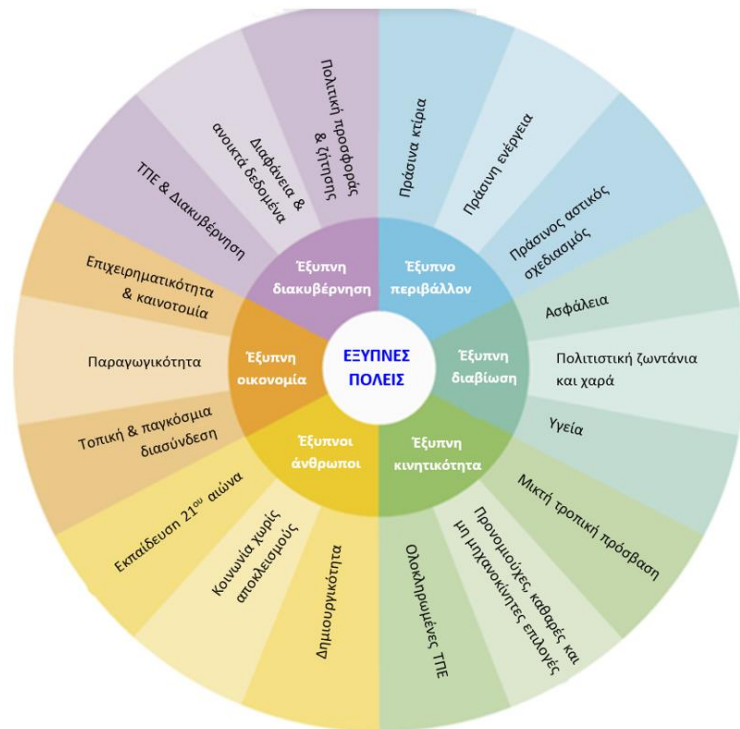 ΕΞΥΠΝΕΣ
ΠΟΛΕΙΣ
Έξυπνο
περιβάλλον
Πράσινα κτίρια
Πράσινη ενέργεια
Πράσινος αστικός
σχεδιασμός
Έξυπνη
διαβίωση
Ασφάλεια
Πολιτιστική ζωντάνια
και χαρά
Υγεία
Έξυπνη
κινητικότητα
Μικτή τροπική πρόσβαση
Προνομιούχες, καθαρές και
μη μηχανοκίνητες επιλογές
Ολοκληρωμένες ΤΠΕ
Έξυπνοι
άνθρωποι
Δημιουργικότητα
Κοινωνία χωρίς
αποκλεισμούς
Εκπαίδευση 21ου αιώνα
Έξυπνη
οικονομία
Τοπική & παγκόσμια
διασύνδεση
Παραγωγικότητα
Επιχειρηματικότητα
& καινοτομία
Έξυπνη
διακυβέρνηση
ΤΠΕ & Διακυβέρνηση
Διαφάνεια &
ανοικτά δεδομένα
Πολιτική προσφοράς
& ζήτησης